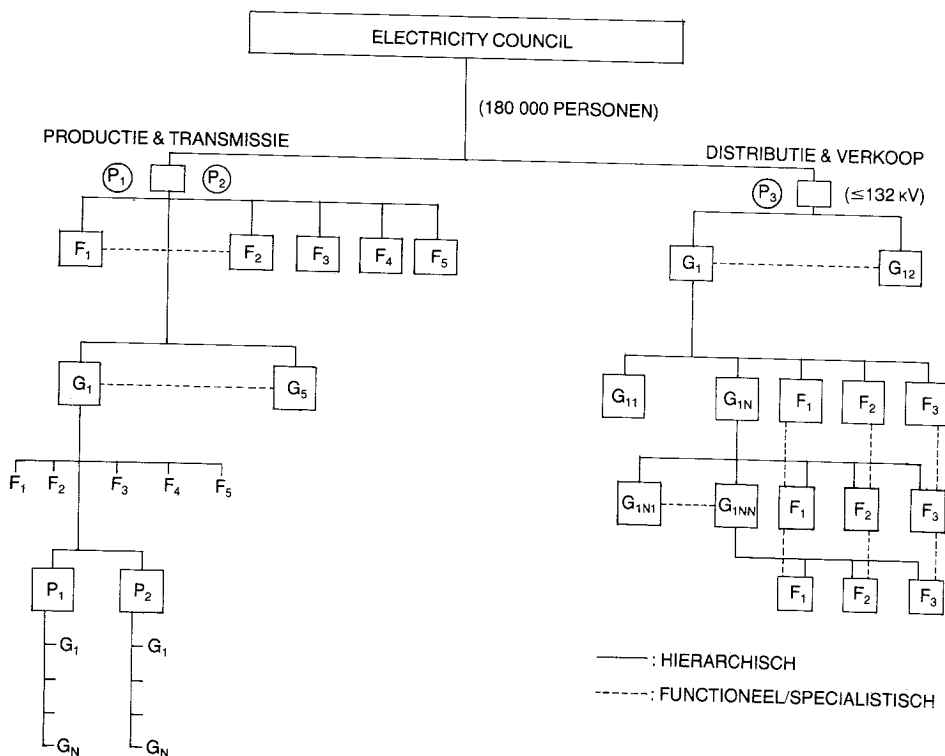 ELECTRICITY COUNCIL
(180 000 PERSONEN)
PRODUCTIE & TRANSMISSIE
DISTRIBUTIE & VERKOOP
P₁ P₂
P₃ (≤132 KV)
F₁ F₂ F₃ F₄ F₅
G₁ G₁₂
G₁ G₅
G₁₁ G₁N F₁ F₂ F₃
F₁ F₂ F₃ F₄ F₅
G₁N₁ G₁NN F₁ F₂ F₃
P₁ P₂
F₁ F₂ F₃
G₁ G₁
: HIERARCHISCH
: FUNCTIONEEL/SPECIALISTISCH
G_N G_N